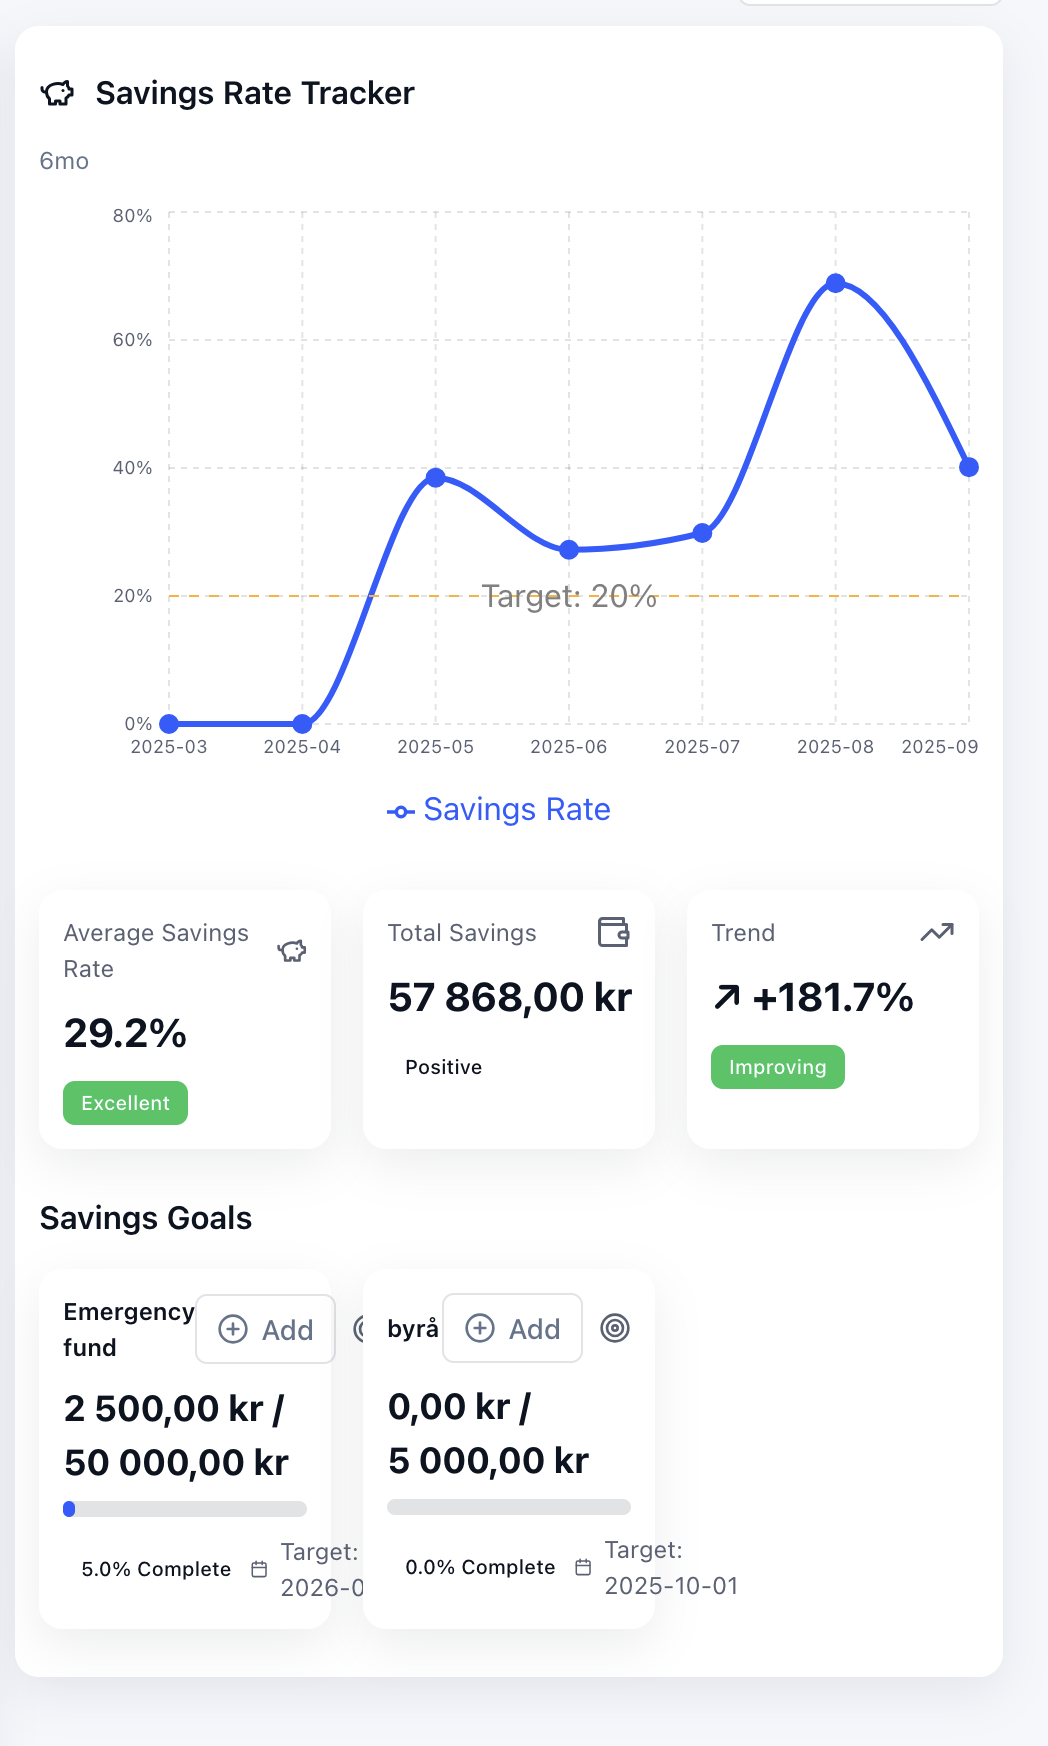 Savings Rate Tracker
6mo
80%
60%
40%
20%
0%
Target: 20%
2025-03 2025-04 2025-05 2025-06 2025-07 2025-08 2025-09
Savings Rate
Average Savings
Rate
29.2%
Excellent
Total Savings
57 868,00 kr
Positive
Trend
+181.7%
Improving
Savings Goals
Emergency
fund
Add
2 500,00 kr /
50 000,00 kr
5.0% Complete
Target:
2026-0
byrå
Add
0,00 kr /
5 000,00 kr
0.0% Complete
Target:
2025-10-01